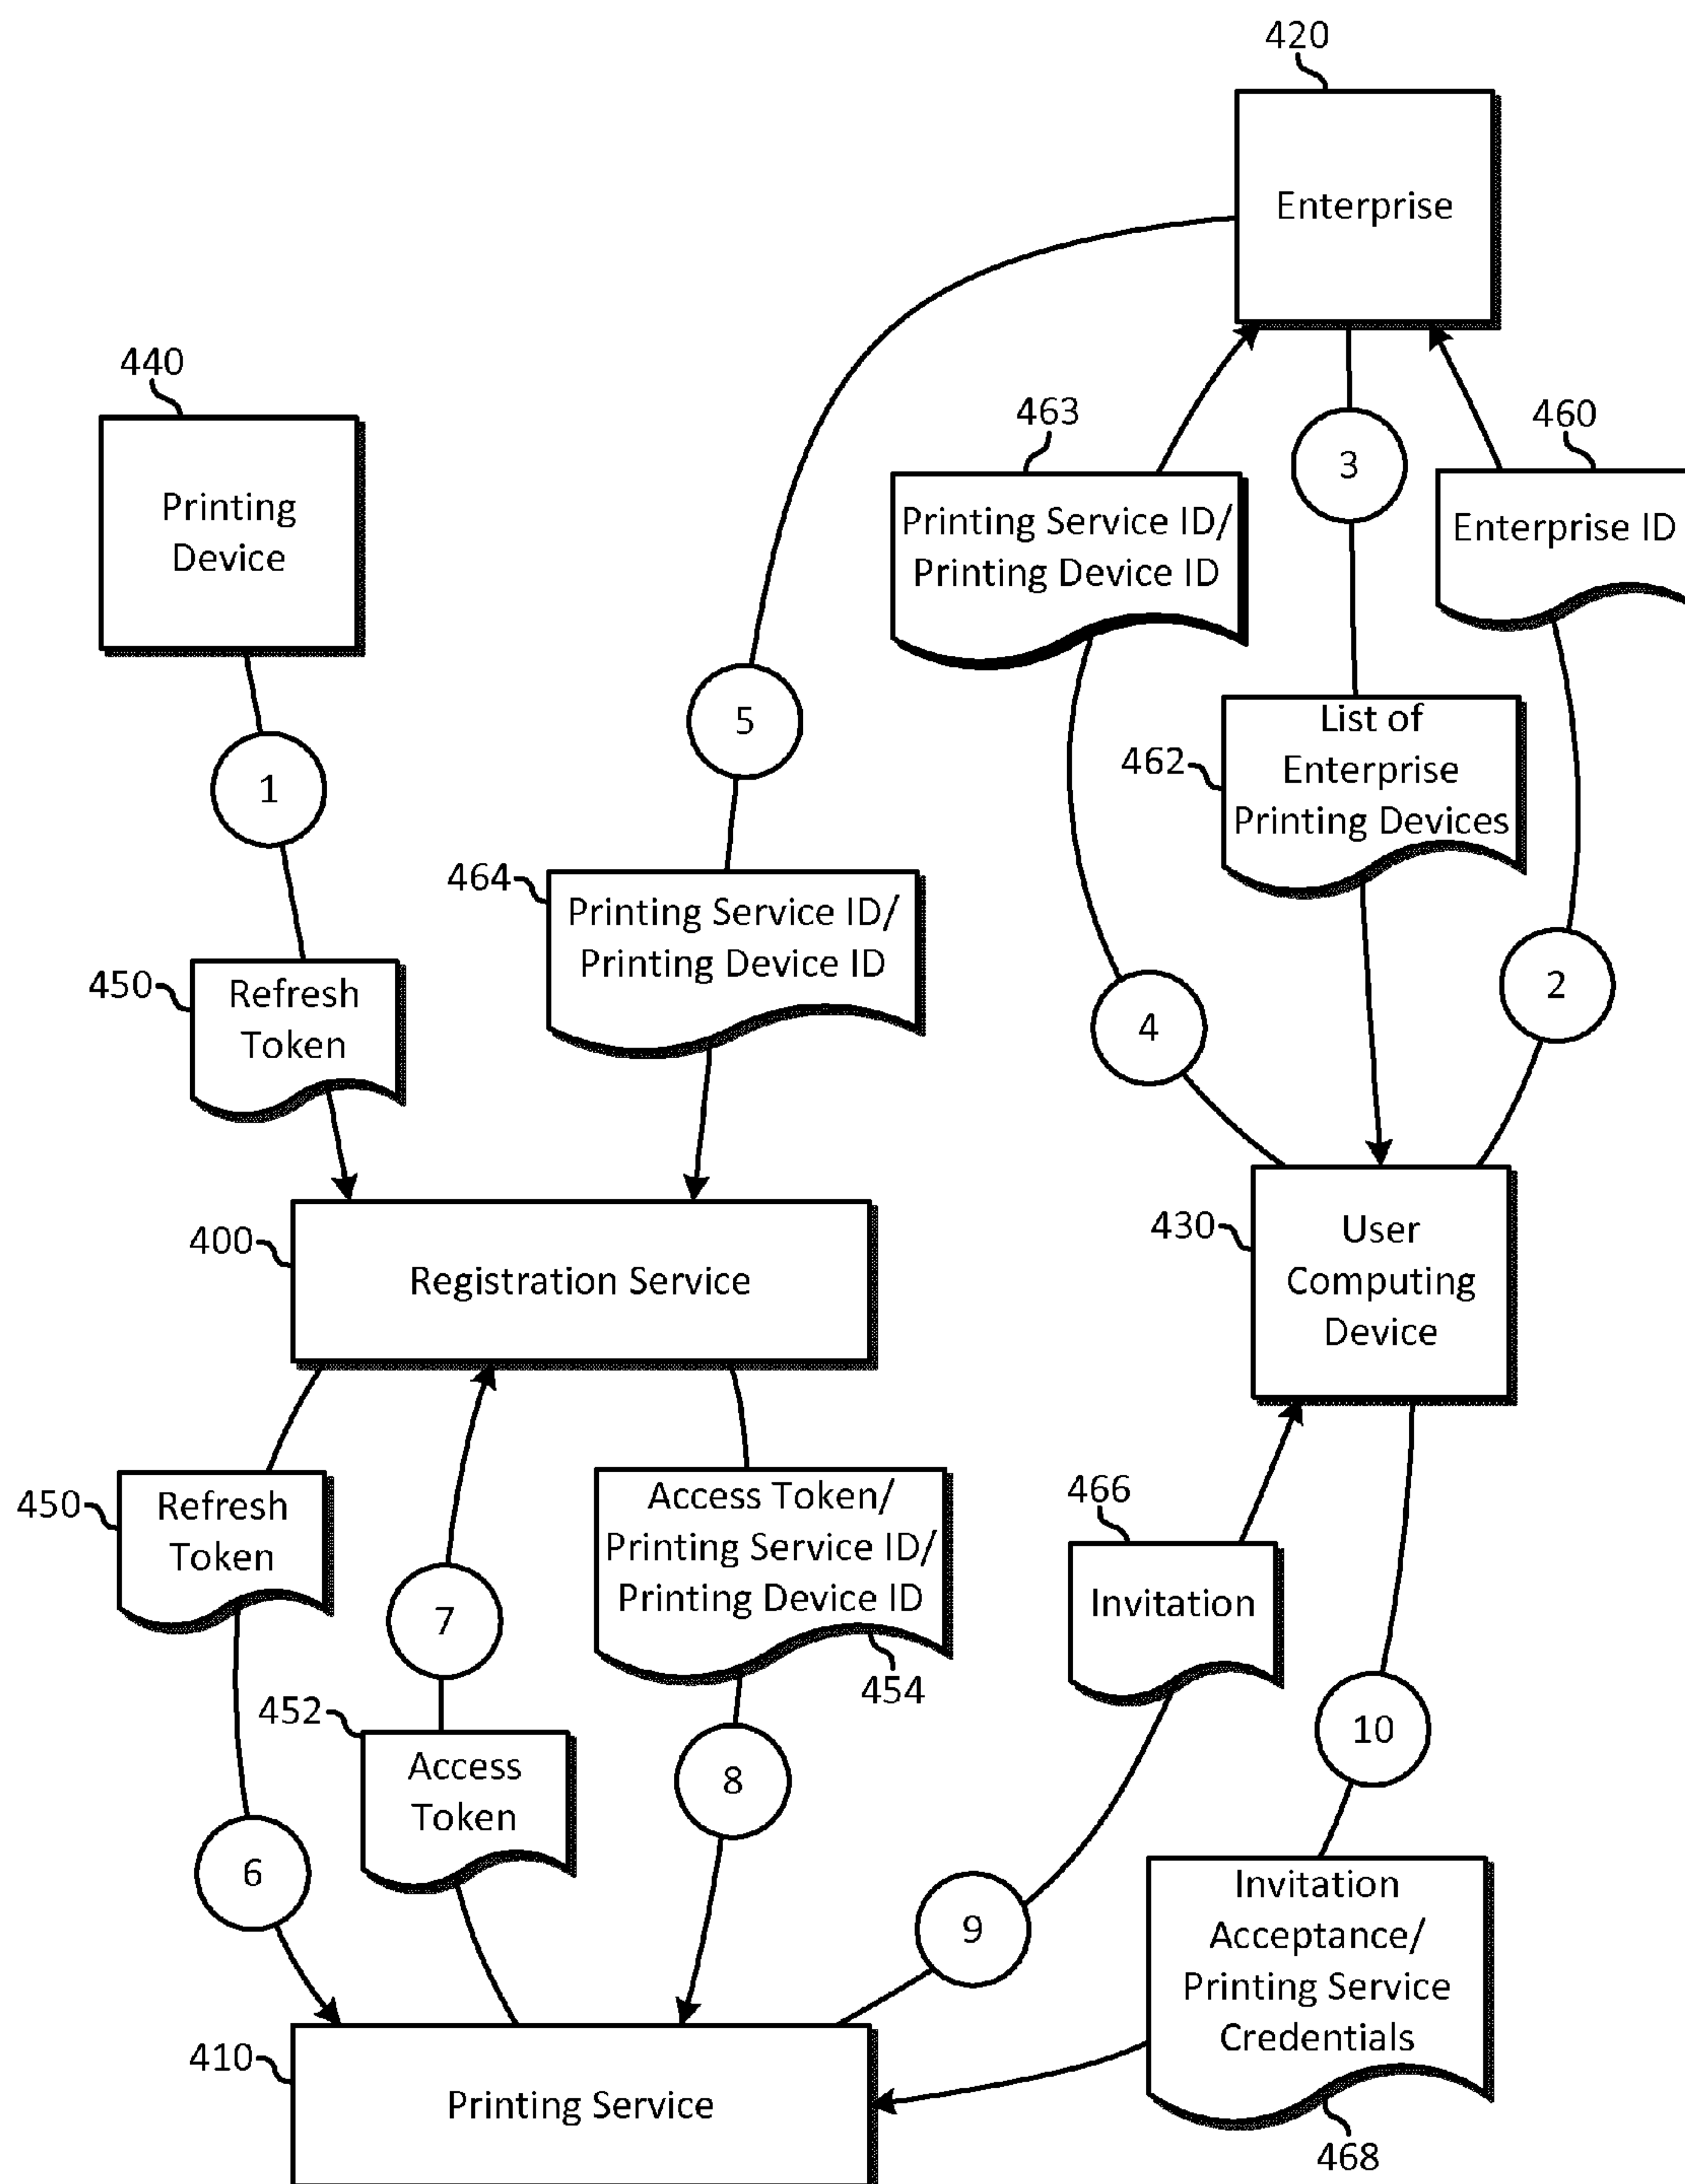 420
Enterprise
440
Printing
Device
463
Printing Service ID/
Printing Device ID
3
460
Enterprise ID
5
1
List of
Enterprise
Printing Devices
462
464
Printing Service ID/
Printing Device ID
450
Refresh
Token
4
2
400
Registration Service
430
User
Computing
Device
450
Refresh
Token
7
Access Token/
Printing Service ID/
Printing Device ID
454
466
Invitation
10
452
Access
Token
8
6
9
Invitation
Acceptance/
Printing Service
Credentials
468
410
Printing Service